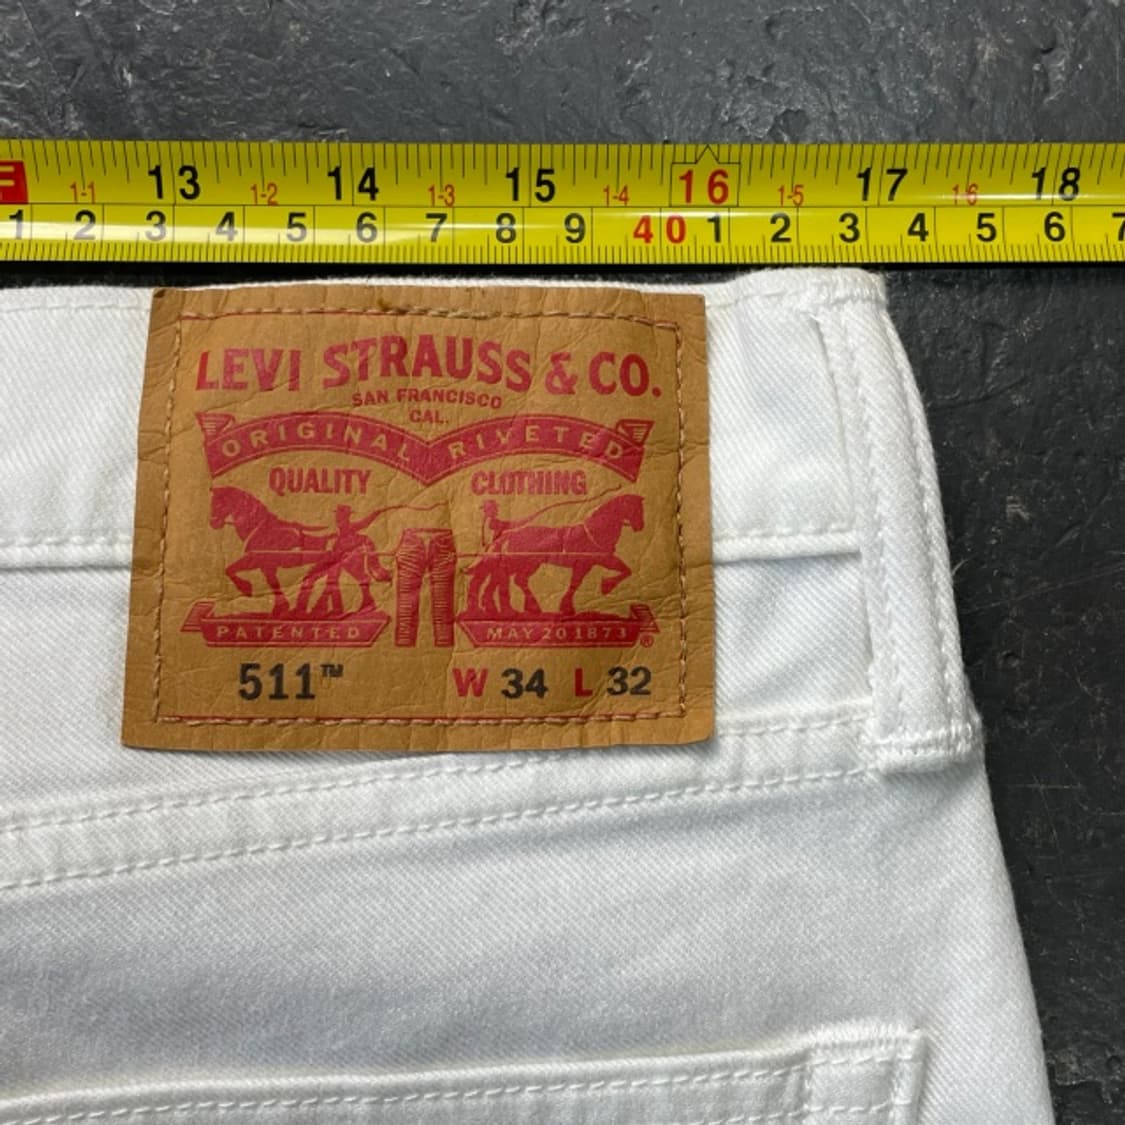 F 13 14 15 16 17 18
1-1 1-2 1-3 1-4 1-5 1-6
1 2 3 4 5 6 7 8 9 40 1 2 3 4 5 6 7
LEVI STRAUSS & CO.
SAN FRANCISCO
CAL.
ORIGINAL RIVETED
QUALITY CLOTHING
PATENTED MAY 20 1873 ®
511™ W 34 L 32